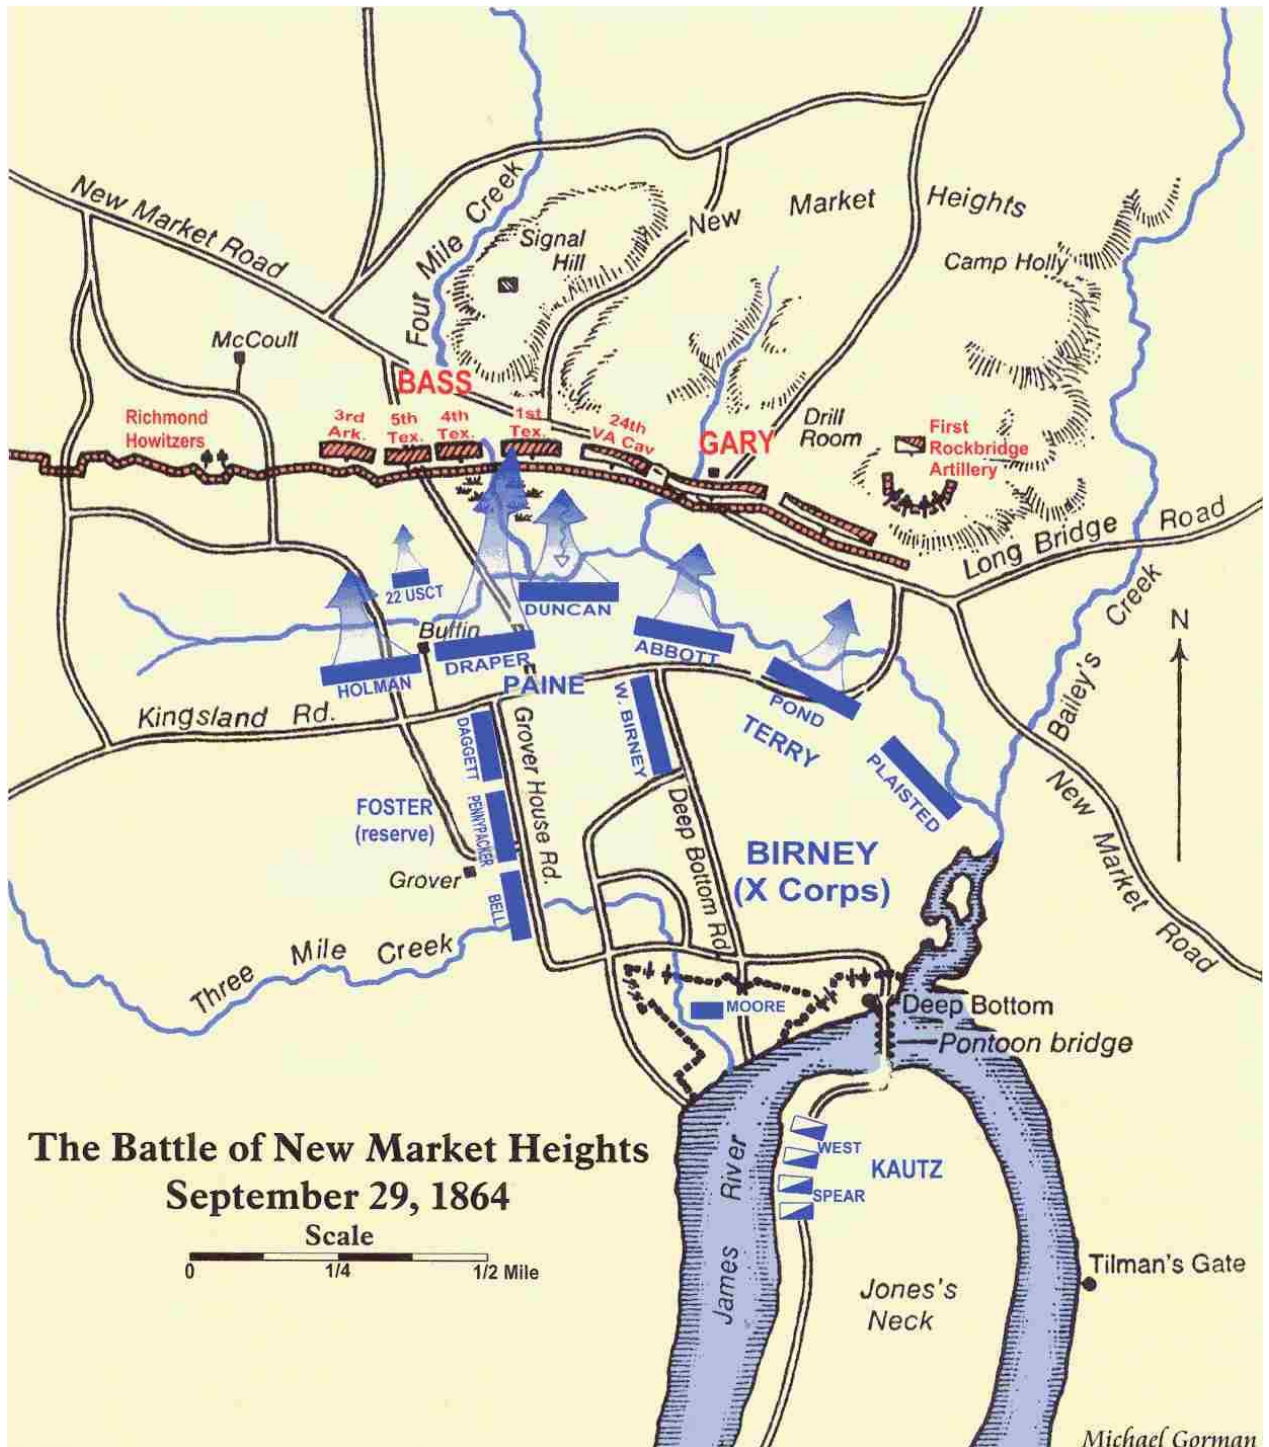 New Market Road
Four Mile Creek
Signal
Hill
New Market Heights
Camp Holly
McCoull
BASS
Richmond
Howitzers
3rd
Ark.
5th
Tex.
4th
Tex.
1st
Tex.
24th
VA Cav
GARY
Drill
Room
First
Rockbridge
Artillery
Long Bridge Road
22 USCT
DUNCAN
Buffin
HOLMAN
DRAPER
ABBOTT
PAINE
POND
TERRY
Kingsland Rd.
DAGGETT
Grover House Rd.
W. BIRNEY
PLAISTED
Bailey's Creek
N
FOSTER
(reserve)
PENNYPACKER
Deep Bottom Rd
New Market Road
BIRNEY
(X Corps)
Grover
BELL
Three Mile Creek
MOORE
Deep Bottom
Pontoon bridge
The Battle of New Market Heights
September 29, 1864
Scale
0 1/4 1/2 Mile
James River
WEST
KAUTZ
SPEAR
Jones's
Neck
Tilman's Gate
Michael Gorman